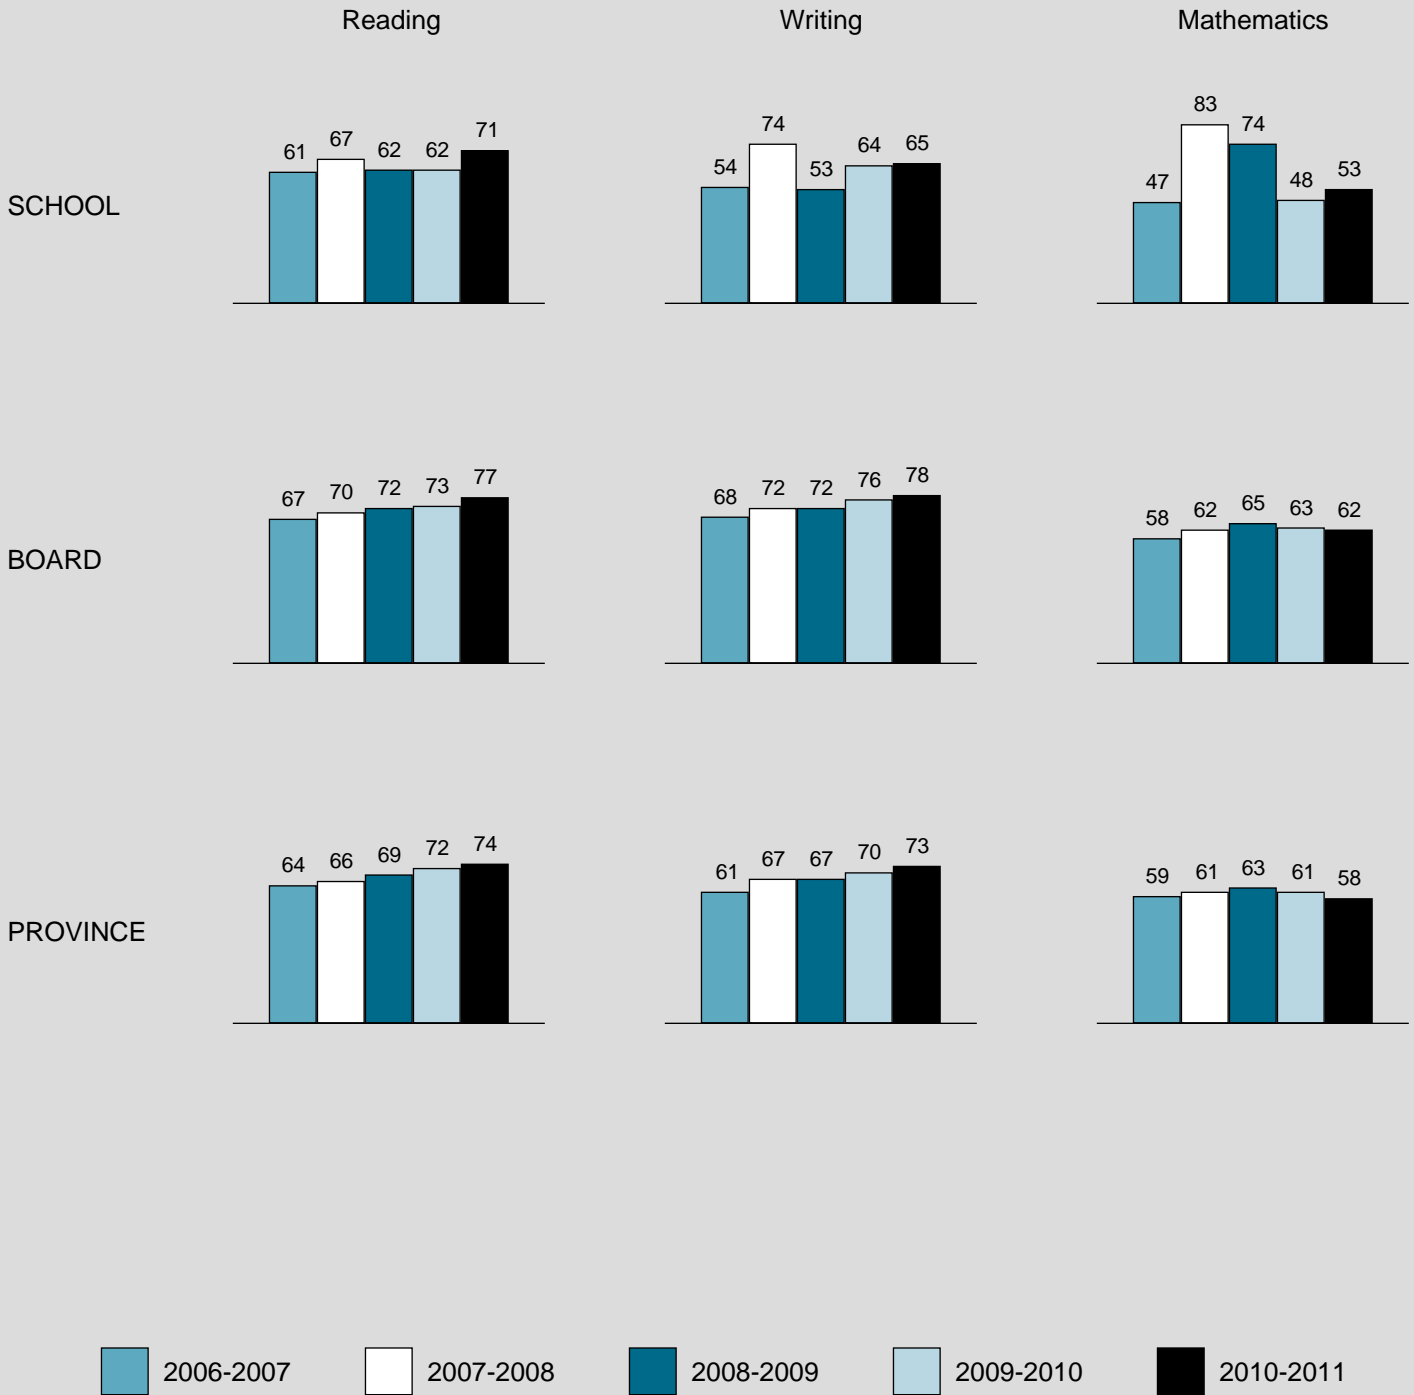 Reading Writing Mathematics
SCHOOL
61 67 62 62 71
54 74 53 64 65
47 83 74 48 53
BOARD
67 70 72 73 77
68 72 72 76 78
58 62 65 63 62
PROVINCE
64 66 69 72 74
61 67 67 70 73
59 61 63 61 58
2006-2007 2007-2008 2008-2009 2009-2010 2010-2011